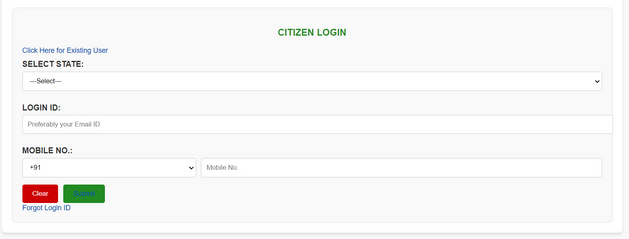 CITIZEN LOGIN
Click Here for Existing User
SELECT STATE:
---Select---
LOGIN ID:
Preferably your Email ID
MOBILE NO.:
+91 Mobile No.
Clear Submit
Forgot Login ID